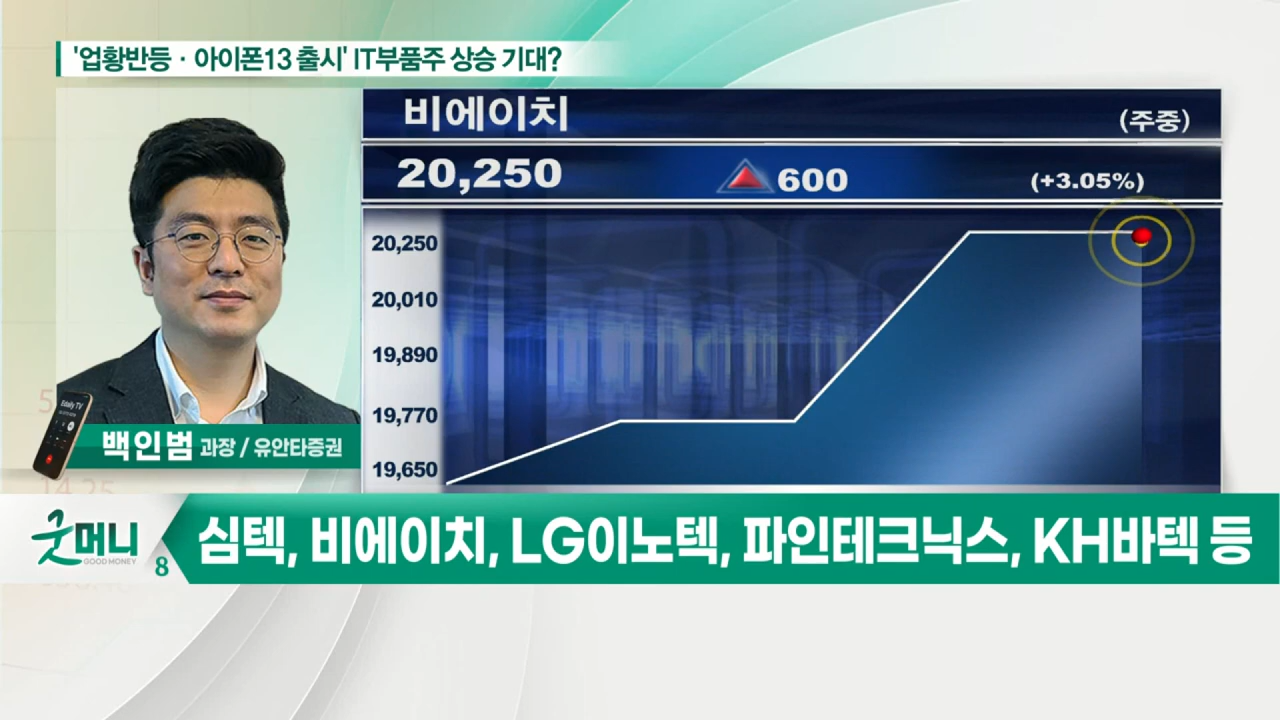 '업황반등 · 아이폰13 출시' IT부품주 상승 기대?
비에이치
(주중)
20,250
600
(+3.05%)
20,250
20,010
19,890
19,770
19,650
Edaily TV
백인범 과장 / 유안타증권
굿머니
GOOD MONEY
8
심텍, 비에이치, LG이노텍, 파인테크닉스, KH바텍 등